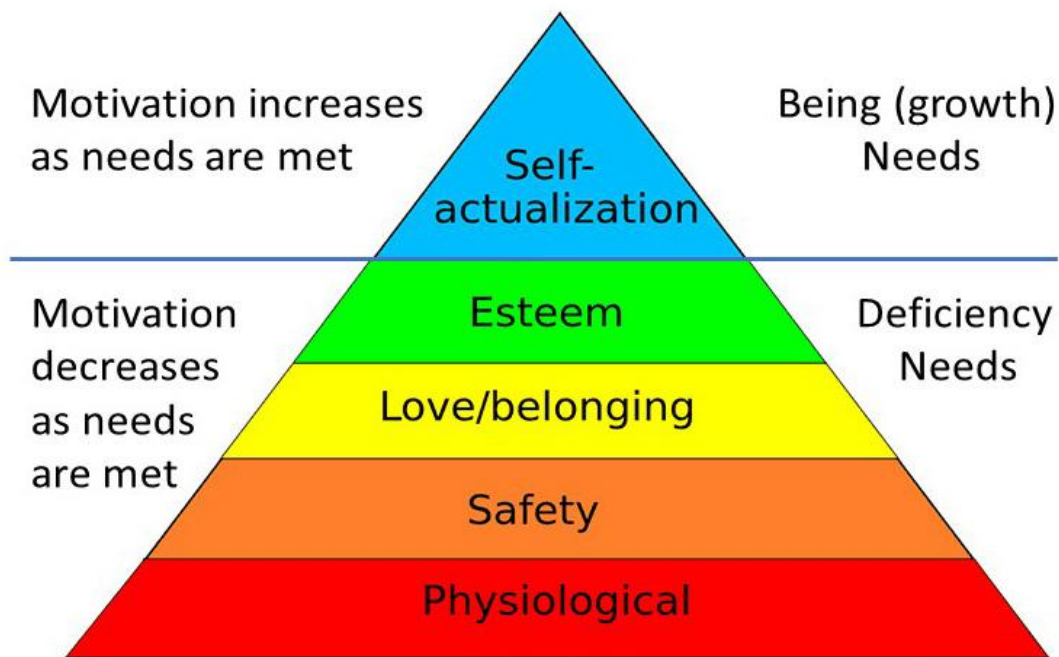 Motivation increases
as needs are met
Being (growth)
Needs
Self-
actualization
Motivation
decreases
as needs
are met
Deficiency
Needs
Esteem
Love/belonging
Safety
Physiological